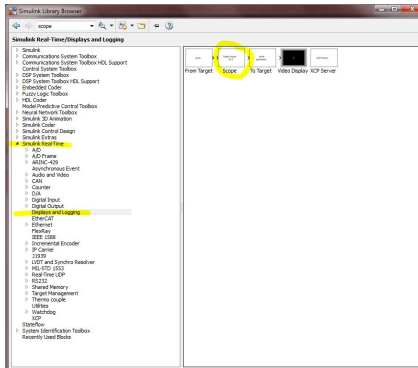 Simulink Library Browser
scope
Simulink Real-Time/Displays and Logging
Simulink
Communications System Toolbox
Communications System Toolbox HDL Support
Control System Toolbox
DSP System Toolbox
DSP System Toolbox HDL Support
Embedded Coder
Fuzzy Logic Toolbox
HDL Coder
Model Predictive Control Toolbox
Neural Network Toolbox
Simulink 3D Animation
Simulink Coder
Simulink Control Design
Simulink Extras
Simulink Real-Time
A/D
A/D Frame
ARINC-429
Asynchronous Event
Audio and Video
CAN
Counter
D/A
Digital Input
Digital Output
Displays and Logging
EtherCAT
Ethernet
FlexRay
IEEE 1588
Incremental Encoder
IP Carrier
J1939
LVDT and Synchro Resolver
MIL-STD 1553
Real-Time UDP
RS232
Shared Memory
Target Management
Thermo couple
Utilities
Watchdog
XCP
Stateflow
System Identification Toolbox
Recently Used Blocks
From Target Scope To Target Video Display XCP Server